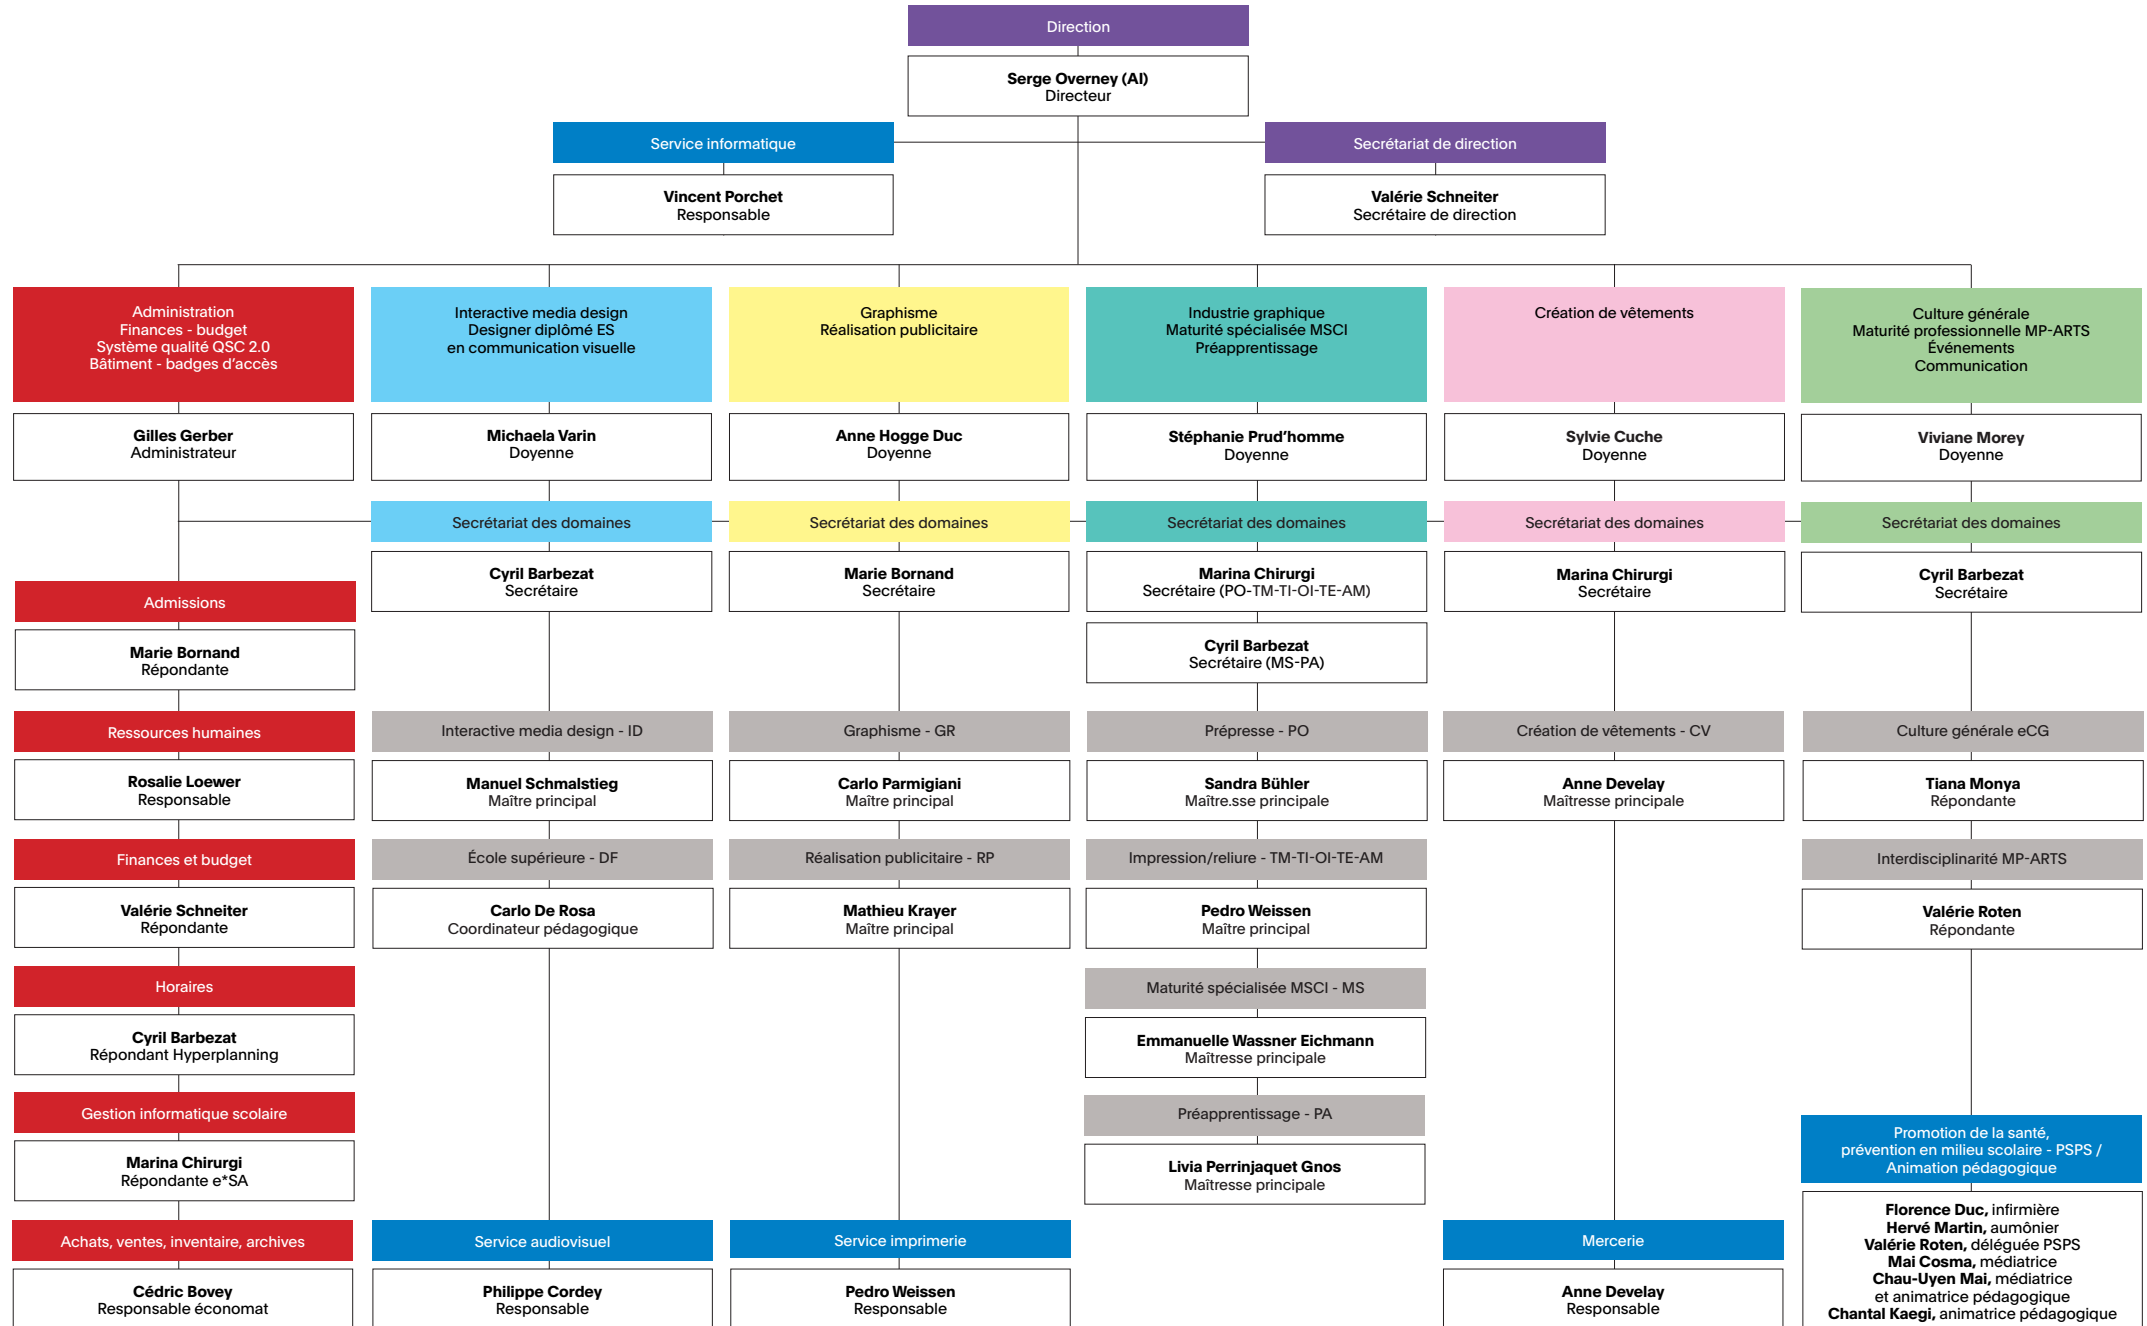 Direction
Serge Overney (AI)
Directeur
Service informatique
Vincent Porchet
Responsable
Secrétariat de direction
Valérie Schneiter
Secrétaire de direction
Administration
Finances - budget
Système qualité QSC 2.0
Bâtiment - badges d'accès
Gilles Gerber
Administrateur
Admissions
Marie Bornand
Répondante
Ressources humaines
Rosalie Loewer
Responsable
Finances et budget
Valérie Schneiter
Répondante
Horaires
Cyril Barbezat
Répondant Hyperplanning
Gestion informatique scolaire
Marina Chirurgi
Répondante e*SA
Achats, ventes, inventaire, archives
Cédric Bovey
Responsable économat
Interactive media design
Designer diplômé ES
en communication visuelle
Michaela Varin
Doyenne
Secrétariat des domaines
Cyril Barbezat
Secrétaire
Interactive media design - ID
Manuel Schmalstieg
Maître principal
École supérieure - DF
Carlo De Rosa
Coordinateur pédagogique
Service audiovisuel
Philippe Cordey
Responsable
Graphisme
Réalisation publicitaire
Anne Hogge Duc
Doyenne
Secrétariat des domaines
Marie Bornand
Secrétaire
Graphisme - GR
Carlo Parmigiani
Maître principal
Réalisation publicitaire - RP
Mathieu Krayer
Maître principal
Service imprimerie
Pedro Weissen
Responsable
Industrie graphique
Maturité spécialisée MSCI
Préapprentissage
Stéphanie Prud'homme
Doyenne
Secrétariat des domaines
Marina Chirurgi
Secrétaire (PO-TM-TI-OI-TE-AM)
Cyril Barbezat
Secrétaire (MS-PA)
Prépresse - PO
Sandra Bühler
Maître.sse principale
Impression/reliure - TM-TI-OI-TE-AM
Pedro Weissen
Maître principal
Maturité spécialisée MSCI - MS
Emmanuelle Wassner Eichmann
Maîtresse principale
Préapprentissage - PA
Livia Perrinjaquet Gnos
Maîtresse principale
Création de vêtements
Sylvie Cuche
Doyenne
Secrétariat des domaines
Marina Chirurgi
Secrétaire
Création de vêtements - CV
Anne Develay
Maîtresse principale
Mercerie
Anne Develay
Responsable
Culture générale
Maturité professionnelle MP-ARTS
Événements
Communication
Viviane Morey
Doyenne
Secrétariat des domaines
Cyril Barbezat
Secrétaire
Culture générale eCG
Tiana Monya
Répondante
Interdisciplinarité MP-ARTS
Valérie Roten
Répondante
Promotion de la santé,
prévention en milieu scolaire - PSPS /
Animation pédagogique
Florence Duc, infirmière
Hervé Martin, aumônier
Valérie Roten, déléguée PSPS
Mai Cosma, médiatrice
Chau-Uyen Mai, médiatrice
et animatrice pédagogique
Chantal Kaegi, animatrice pédagogique